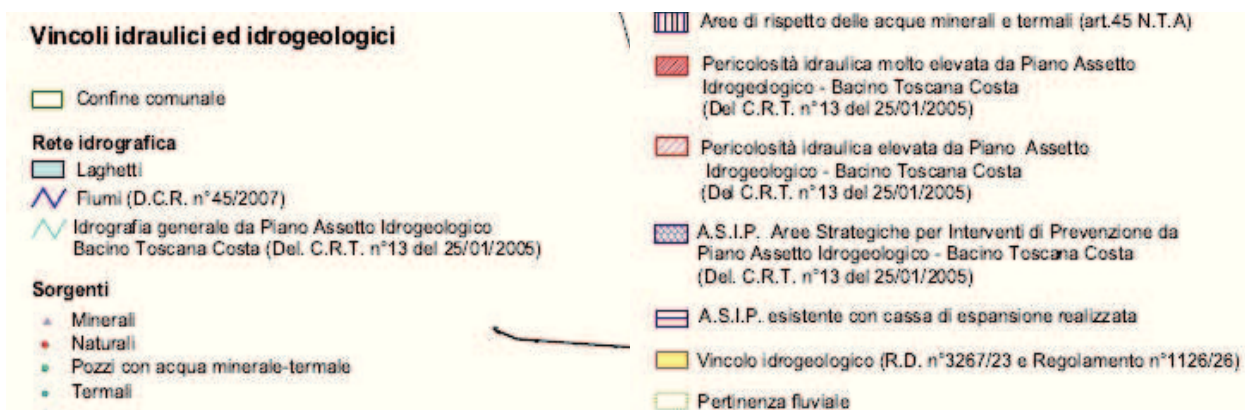 Vincoli idraulici ed idrogeologici
Confine comunale
Rete idrografica
Laghetti
Fiumi (D.C.R. n°45/2007)
Idrografia generale da Piano Assetto Idrogeologico
Bacino Toscana Costa (Del. C.R.T. n°13 del 25/01/2005)
Sorgenti
Minerali
Naturali
Pozzi con acqua minerale-termale
Termali
Aree di rispetto delle acque minerali e termali (art.45 N.T.A)
Pericolosità idraulica molto elevata da Piano Assetto
Idrogeologico - Bacino Toscana Costa
(Del C.R.T. n°13 del 25/01/2005)
Pericolosità idraulica elevata da Piano Assetto
Idrogeologico - Bacino Toscana Costa
(Del C.R.T. n°13 del 25/01/2005)
A.S.I.P. Aree Strategiche per Interventi di Prevenzione da
Piano Assetto Idrogeologico - Bacino Toscana Costa
(Del. C.R.T. n°13 del 25/01/2005)
A.S.I.P. esistente con cassa di espansione realizzata
Vincolo idrogeologico (R.D. n°3267/23 e Regolamento n°1126/26)
Pertinenza fluviale